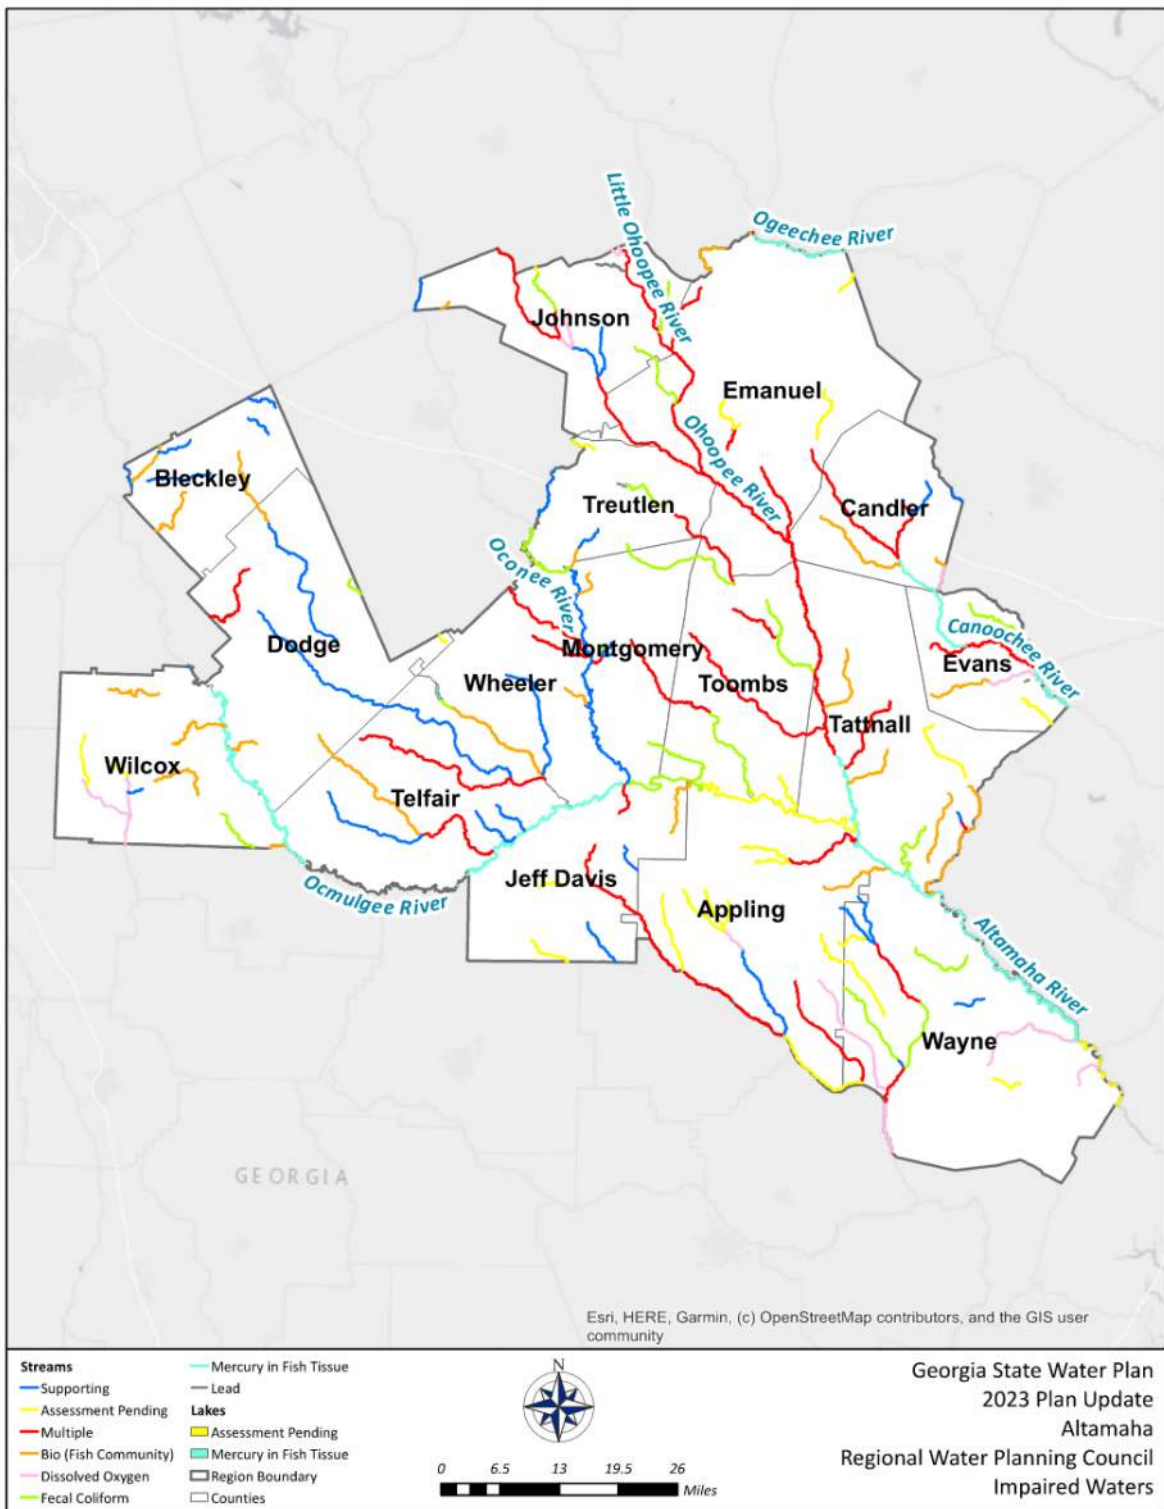 Little Ohoopee River
Ogeechee River
Johnson
Emanuel
Ohoopee River
Bleckley
Treutlen
Candler
Oconee River
Canoochee River
Dodge
Montgomery
Evans
Wheeler
Toombs
Tattnall
Wilcox
Telfair
Jeff Davis
Ocmulgee River
Appling
Altamaha River
Wayne
GEORGIA
Esri, HERE, Garmin, (c) OpenStreetMap contributors, and the GIS user
community
Streams
Supporting
Assessment Pending
Multiple
Bio (Fish Community)
Dissolved Oxygen
Fecal Coliform
Mercury in Fish Tissue
Lead
Lakes
Assessment Pending
Mercury in Fish Tissue
Region Boundary
Counties
N
0 6.5 13 19.5 26
Miles
Georgia State Water Plan
2023 Plan Update
Altamaha
Regional Water Planning Council
Impaired Waters